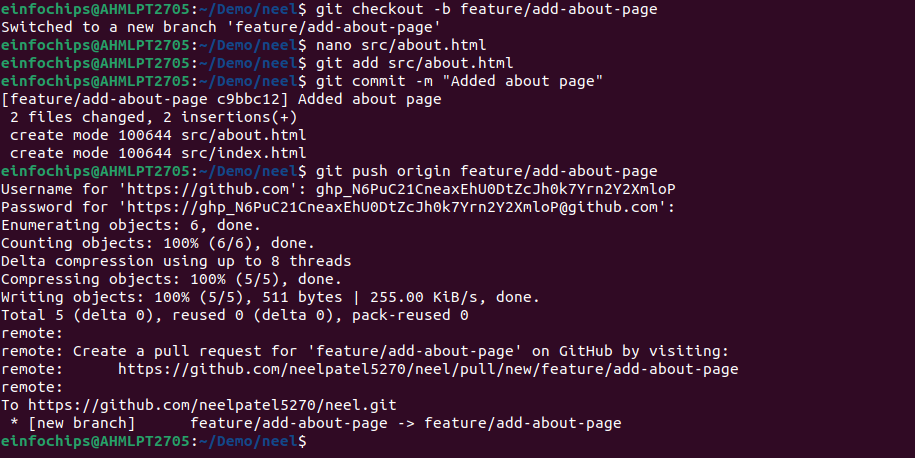 einfochips@AHMLPT2705:~/Demo/neel$ git checkout -b feature/add-about-page
Switched to a new branch 'feature/add-about-page'
einfochips@AHMLPT2705:~/Demo/neel$ nano src/about.html
einfochips@AHMLPT2705:~/Demo/neel$ git add src/about.html
einfochips@AHMLPT2705:~/Demo/neel$ git commit -m "Added about page"
[feature/add-about-page c9bbc12] Added about page
 2 files changed, 2 insertions(+)
 create mode 100644 src/about.html
 create mode 100644 src/index.html
einfochips@AHMLPT2705:~/Demo/neel$ git push origin feature/add-about-page
Username for 'https://github.com': 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
Password for 'https://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@github.com':
Enumerating objects: 6, done.
Counting objects: 100% (6/6), done.
Delta compression using up to 8 threads
Compressing objects: 100% (5/5), done.
Writing objects: 100% (5/5), 511 bytes | 255.00 KiB/s, done.
Total 5 (delta 0), reused 0 (delta 0), pack-reused 0
remote:
remote: Create a pull request for 'feature/add-about-page' on GitHub by visiting:
remote:      https://github.com/neelpatel5270/neel/pull/new/feature/add-about-page
remote:
To https://github.com/neelpatel5270/neel.git
 * [new branch]      feature/add-about-page -> feature/add-about-page
einfochips@AHMLPT2705:~/Demo/neel$